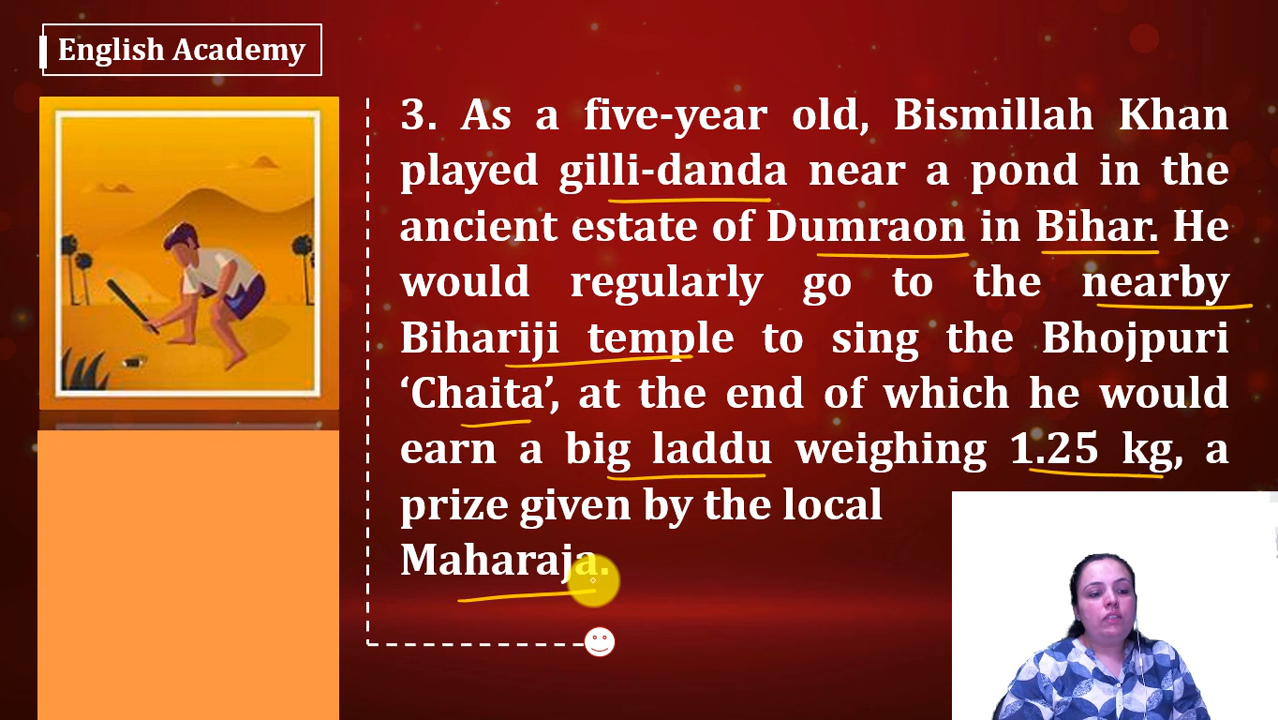 English Academy
3. As a five-year old, Bismillah Khan
played gilli-danda near a pond in the
ancient estate of Dumraon in Bihar. He
would regularly go to the nearby
Bihariji temple to sing the Bhojpuri
‘Chaita’, at the end of which he would
earn a big laddu weighing 1.25 kg, a
prize given by the local
Maharaja.